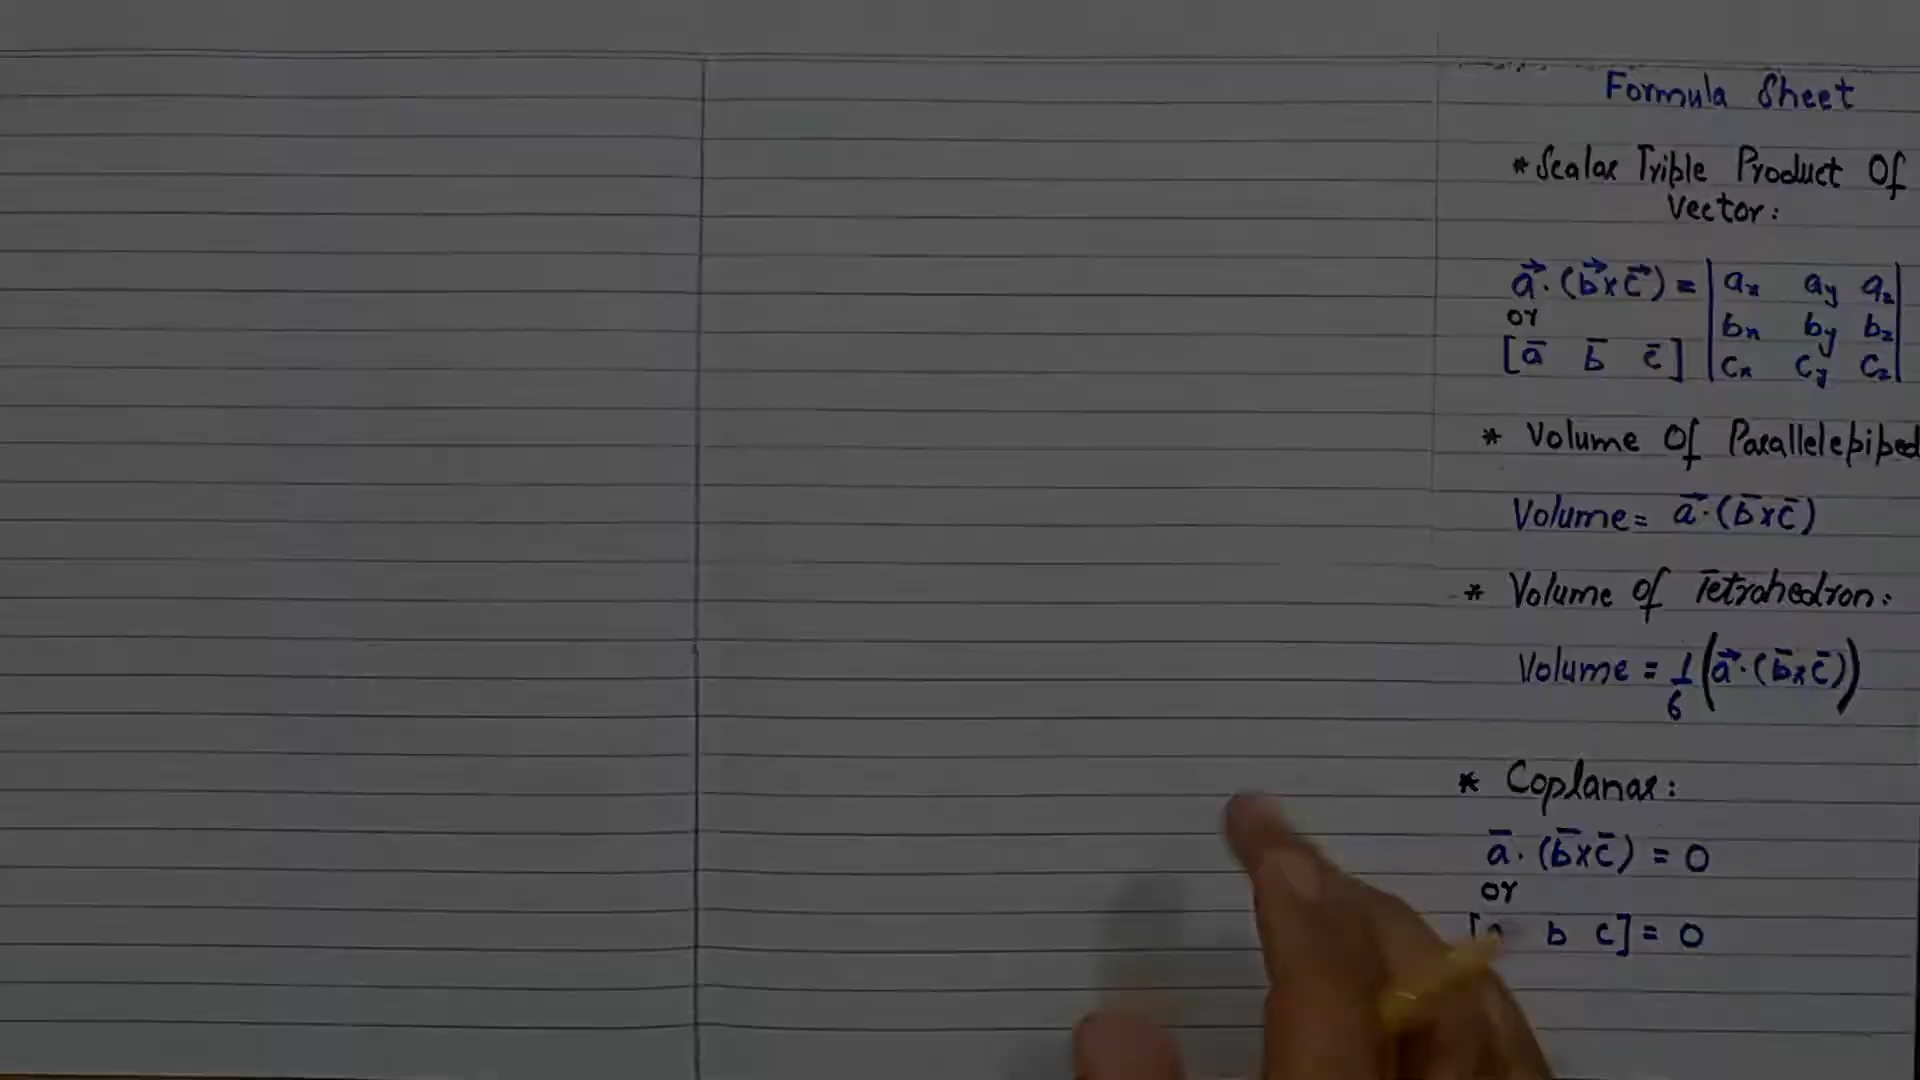 Formula Sheet
* Scalar Triple Product Of
Vector:
a⃗ · (b⃗ × c⃗) = | ax ay az |
or | bx by bz |
[a̅ b̅ c̅] | cx cy cz |
* Volume Of Parallelepiped
Volume = a⃗ · (b̅ × c̅)
* Volume of Tetrahedron:
Volume = 1/6 (a⃗ · (b̅ × c̅))
* Coplanar:
a̅ · (b̅ × c̅) = 0
or
[a b c] = 0